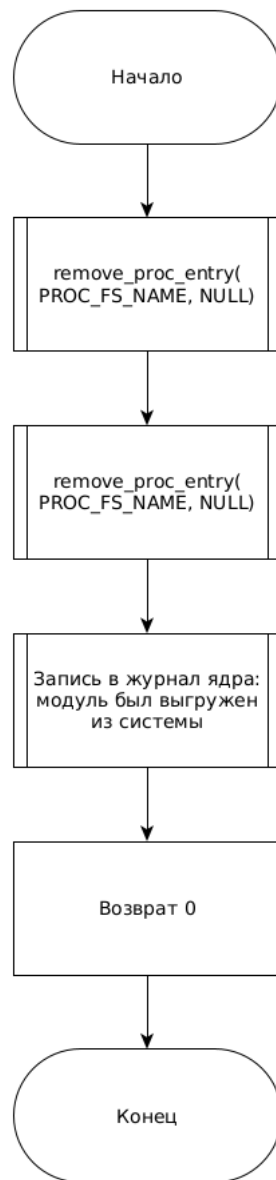 Начало
remove_proc_entry(
PROC_FS_NAME, NULL)
remove_proc_entry(
PROC_FS_NAME, NULL)
Запись в журнал ядра:
модуль был выгружен
из системы
Возврат 0
Конец